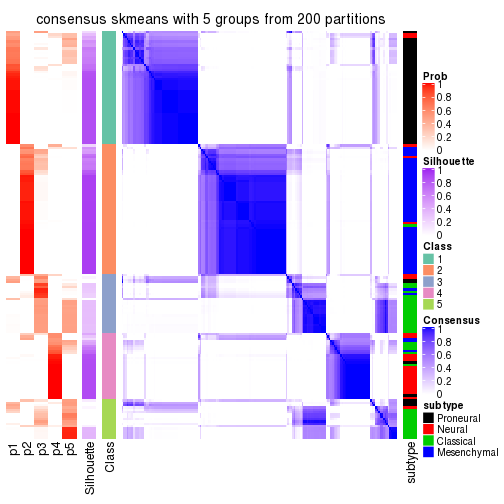 consensus skmeans with 5 groups from 200 partitions
Prob
1
0.8
0.6
0.4
0.2
0
Silhouette
1
0.8
0.6
0.4
0.2
0
Class
1
2
3
4
5
Consensus
1
0.8
0.6
0.4
0.2
0
subtype
Proneural
Neural
Classical
Mesenchymal
p1
p2
p3
p4
p5
Silhouette
Class
subtype